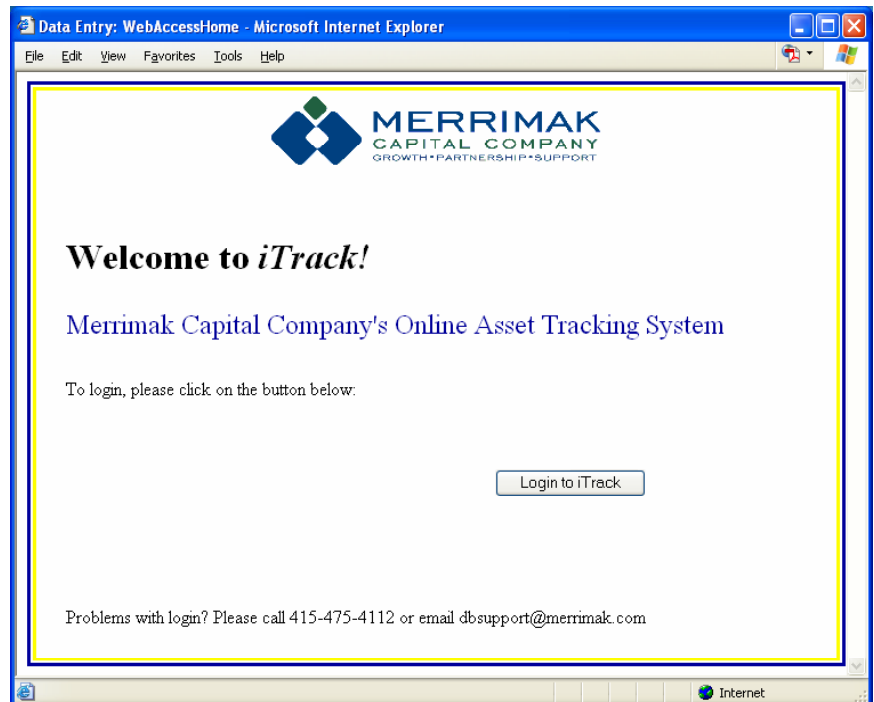 Data Entry: WebAccessHome - Microsoft Internet Explorer
File Edit View Favorites Tools Help
MERRIMAK
CAPITAL COMPANY
GROWTH•PARTNERSHIP•SUPPORT
Welcome to iTrack!
Merrimak Capital Company's Online Asset Tracking System
To login, please click on the button below:
Login to iTrack
Problems with login? Please call 415-475-4112 or email dbsupport@merrimak.com
Internet